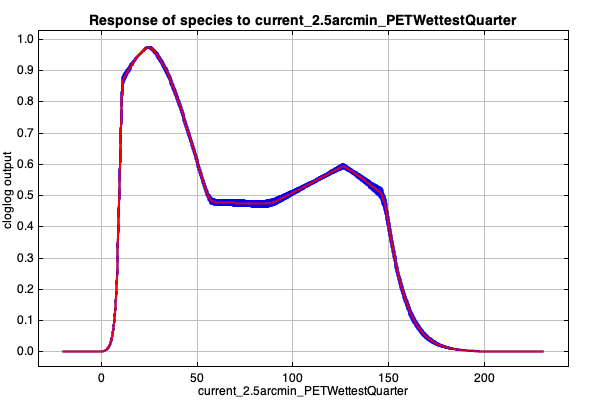 Response of species to current_2.5arcmin_PETWettestQuarter
1.0
0.9
0.8
0.7
0.6
0.5
0.4
0.3
0.2
0.1
0.0
cloglog output
0 50 100 150 200
current_2.5arcmin_PETWettestQuarter